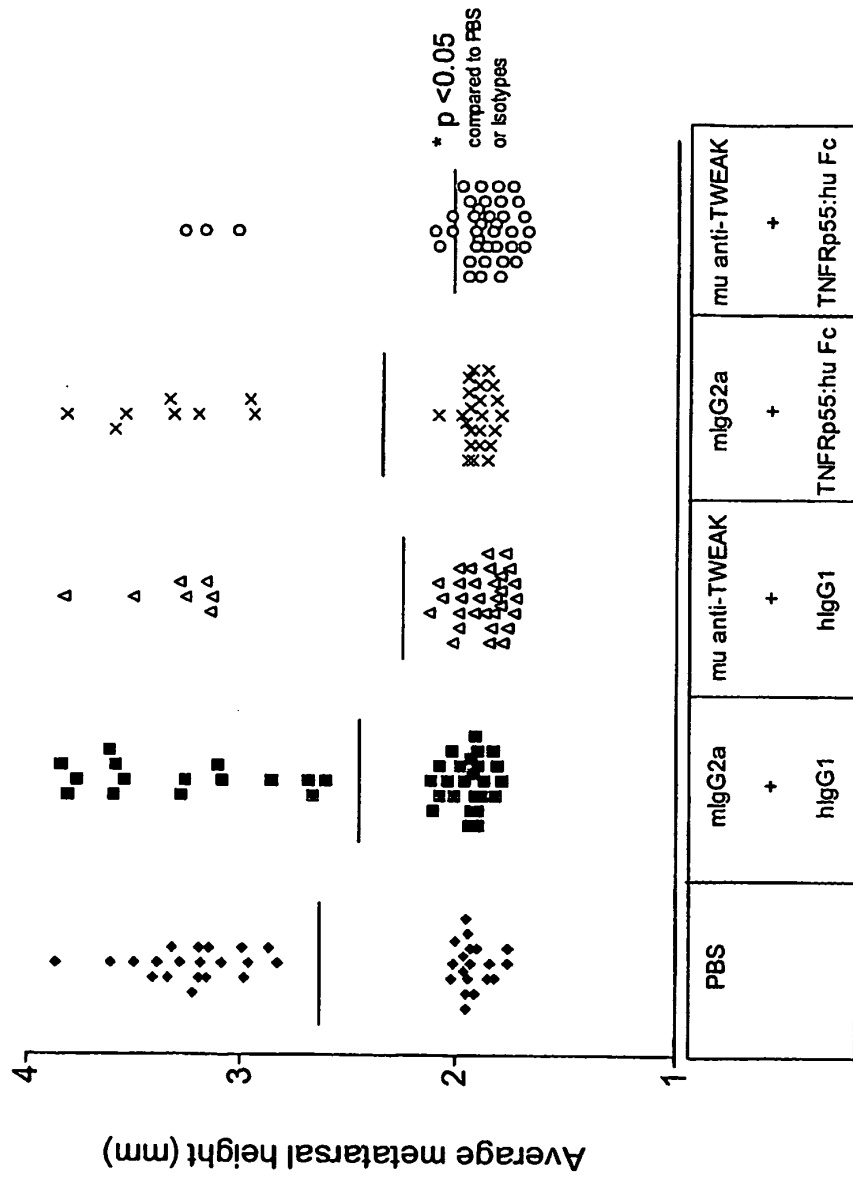 Average metatarsal height (mm)
4
3
2
1
* p <0.05
compared to PBS
or Isotypes
PBS
mIgG2a
+
hIgG1
mu anti-TWEAK
+
hIgG1
mIgG2a
+
TNFRp55:hu Fc
mu anti-TWEAK
+
TNFRp55:hu Fc